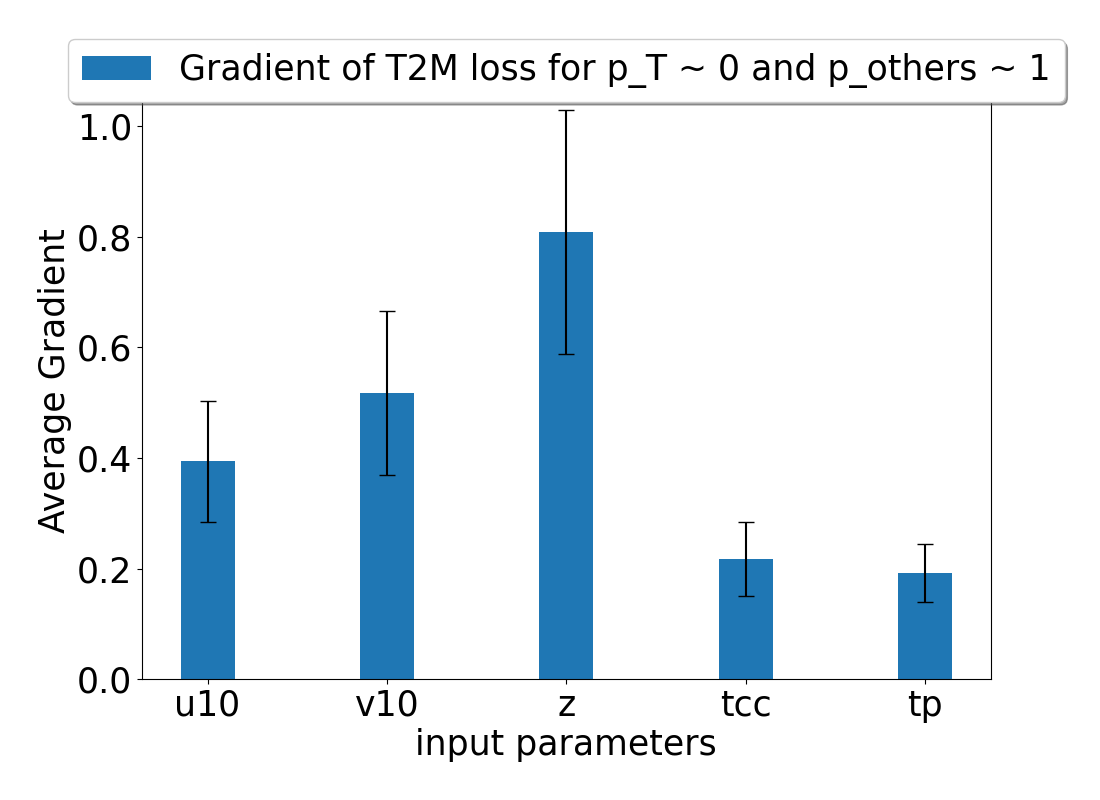 Gradient of T2M loss for p_T ~ 0 and p_others ~ 1
1.0
0.8
0.6
0.4
0.2
0.0
Average Gradient
u10 v10 z tcc tp
input parameters